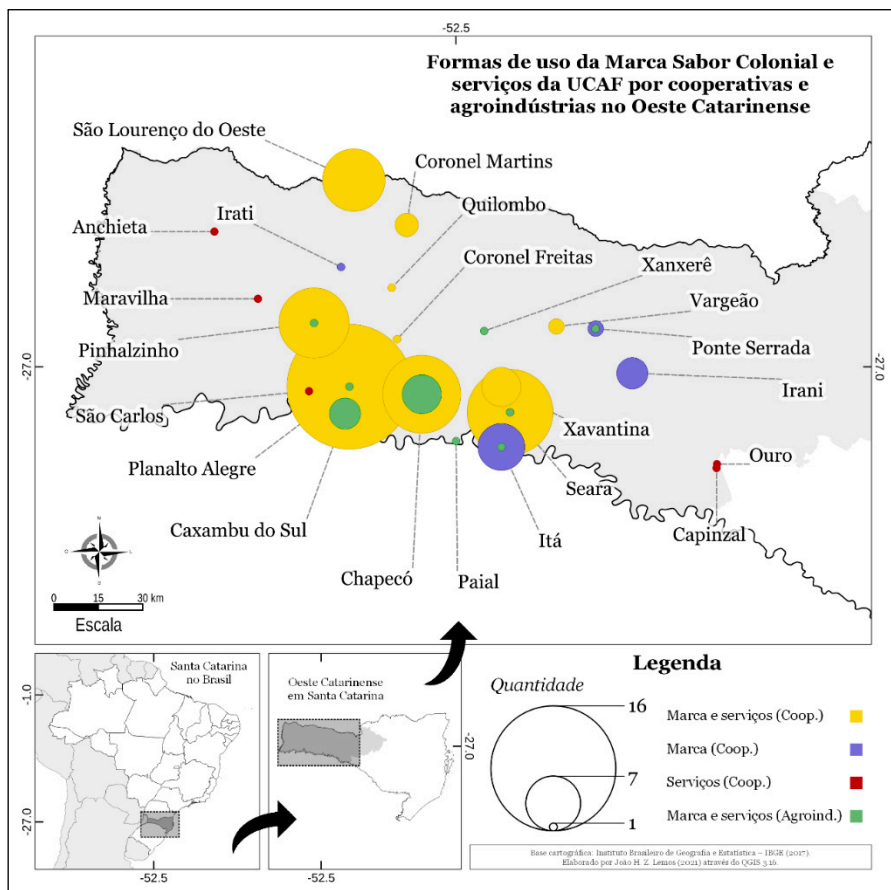 -52.5
Formas de uso da Marca Sabor Colonial e
serviços da UCAF por cooperativas e
agroindústrias no Oeste Catarinense
São Lourenço do Oeste
Coronel Martins
Irati
Quilombo
Anchieta
Coronel Freitas
Xanxerê
Maravilha
Vargeão
Pinhalzinho
Ponte Serrada
-27.0
-27.0
Irani
São Carlos
Xavantina
Planalto Alegre
Ouro
Seara
Caxambu do Sul
Itá
Capinzal
Chapecó
Paial
N
O
L
S
0 15 30 km
Escala
Santa Catarina
no Brasil
-1.0
-27.0
-52.5
Oeste Catarinense
em Santa Catarina
-27.0
-52.5
Legenda
Quantidade
16
7
1
Marca e serviços (Coop.)
Marca (Coop.)
Serviços (Coop.)
Marca e serviços (Agroind.)
Base cartográfica: Instituto Brasileiro de Geografia e Estatística – IBGE (2017).
Elaborado por João H. Z. Lemos (2021) através do QGIS 3.16.